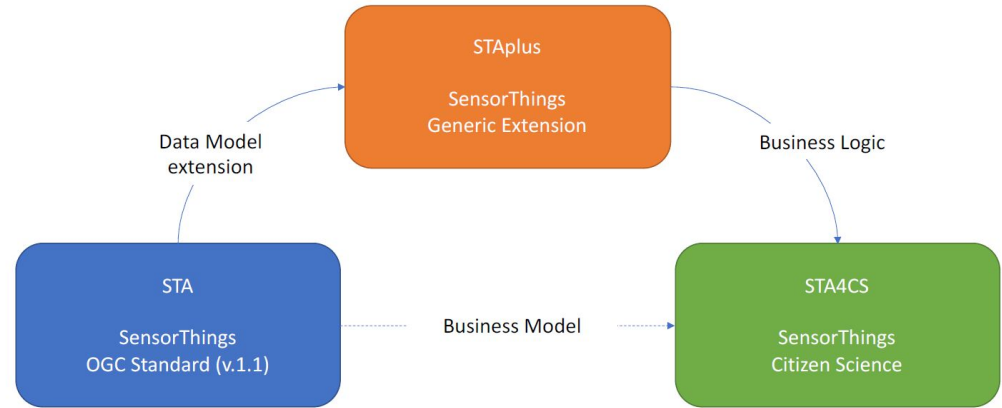 STAplus
SensorThings
Generic Extension
Data Model
extension
Business Logic
STA
SensorThings
OGC Standard (v.1.1)
Business Model
STA4CS
SensorThings
Citizen Science